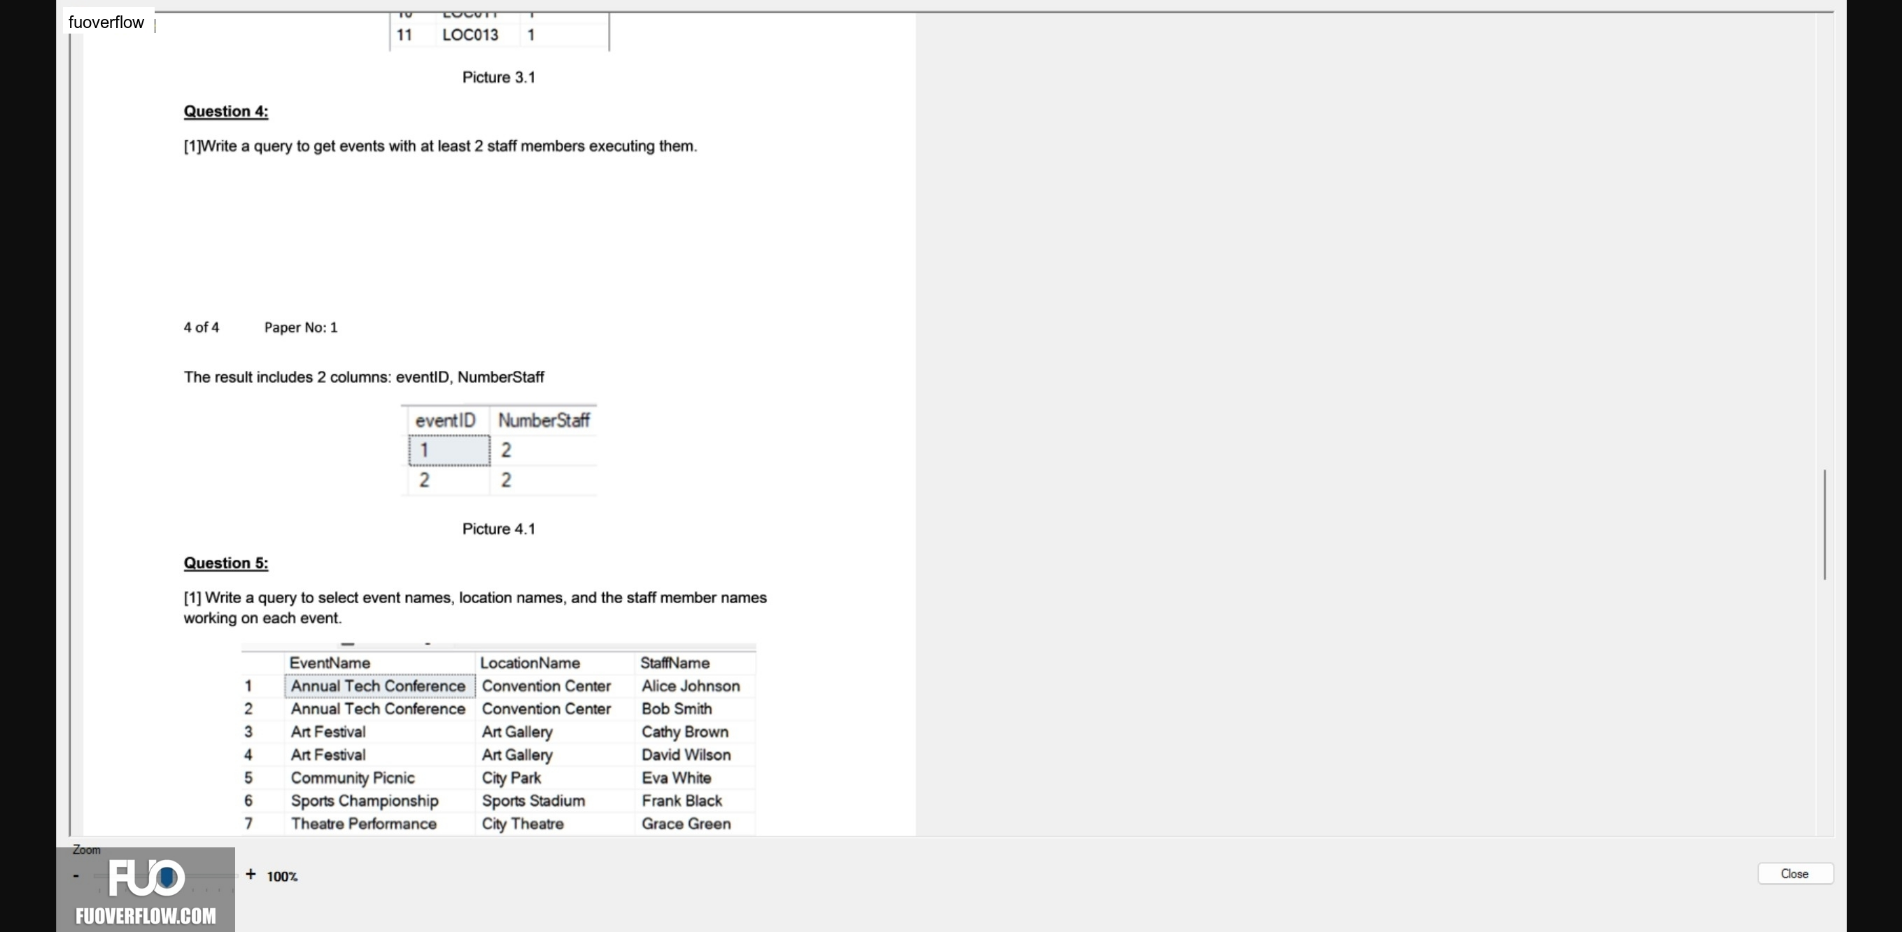 fuoverflow
10 LOC011 1
11 LOC013 1
Picture 3.1
Question 4:
[1]Write a query to get events with at least 2 staff members executing them.
4 of 4 Paper No: 1
The result includes 2 columns: eventID, NumberStaff
eventID NumberStaff
1 2
2 2
Picture 4.1
Question 5:
[1] Write a query to select event names, location names, and the staff member names
working on each event.
EventName LocationName StaffName
1 Annual Tech Conference Convention Center Alice Johnson
2 Annual Tech Conference Convention Center Bob Smith
3 Art Festival Art Gallery Cathy Brown
4 Art Festival Art Gallery David Wilson
5 Community Picnic City Park Eva White
6 Sports Championship Sports Stadium Frank Black
7 Theatre Performance City Theatre Grace Green
Zoom
- + 100%
Close
FUO
FUOVERFLOW.COM